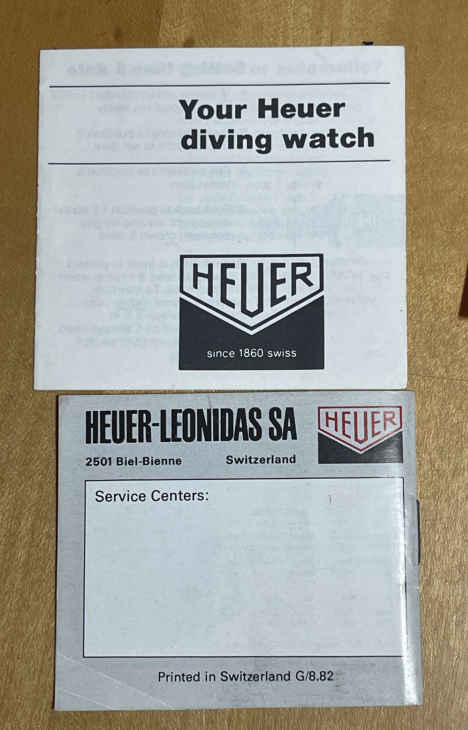 Your Heuer
diving watch
HEUER
since 1860 swiss
HEUER-LEONIDAS SA
HEUER
2501 Biel-Bienne Switzerland
Service Centers:
Printed in Switzerland G/8.82